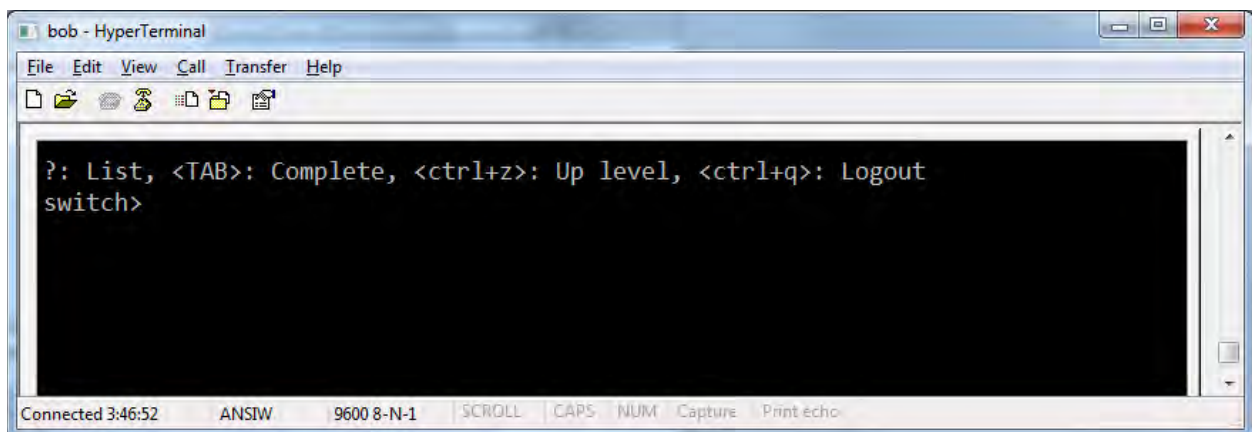 bob - HyperTerminal
File Edit View Call Transfer Help
?: List, <TAB>: Complete, <ctrl+z>: Up level, <ctrl+q>: Logout
switch>
Connected 3:46:52 ANSIW 9600 8-N-1 SCROLL CAPS NUM Capture Print echo